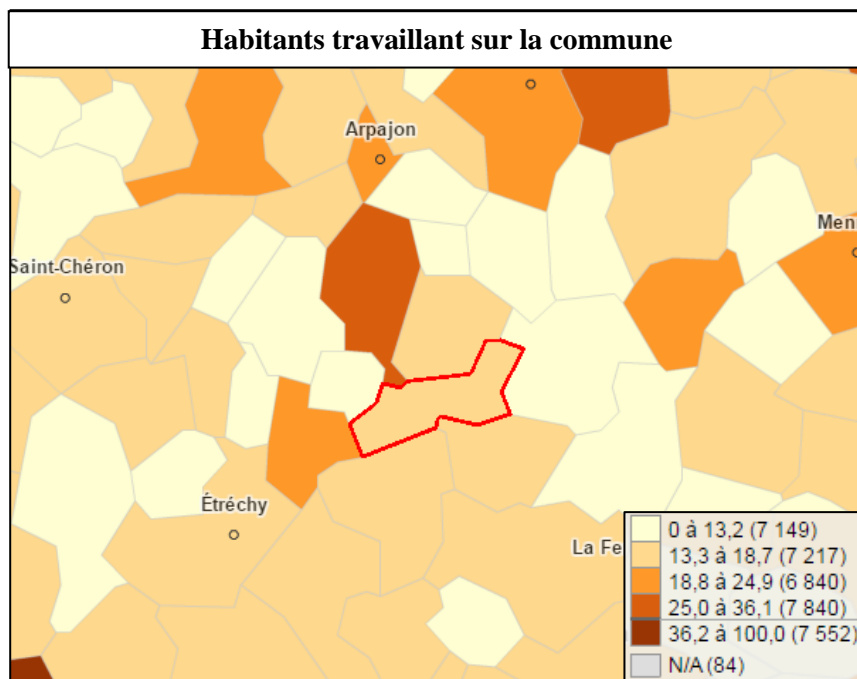 Habitants travaillant sur la commune
Arpajon
Men
Saint-Chéron
Étréchy
La Fe
0 à 13,2 (7 149)
13,3 à 18,7 (7 217)
18,8 à 24,9 (6 840)
25,0 à 36,1 (7 840)
36,2 à 100,0 (7 552)
N/A (84)